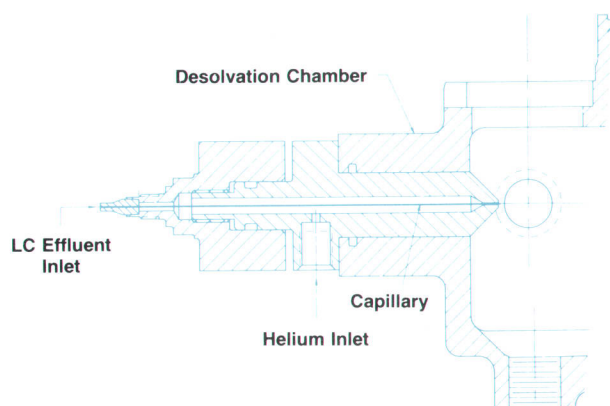 Desolvation Chamber
LC Effluent
Inlet
Capillary
Helium Inlet